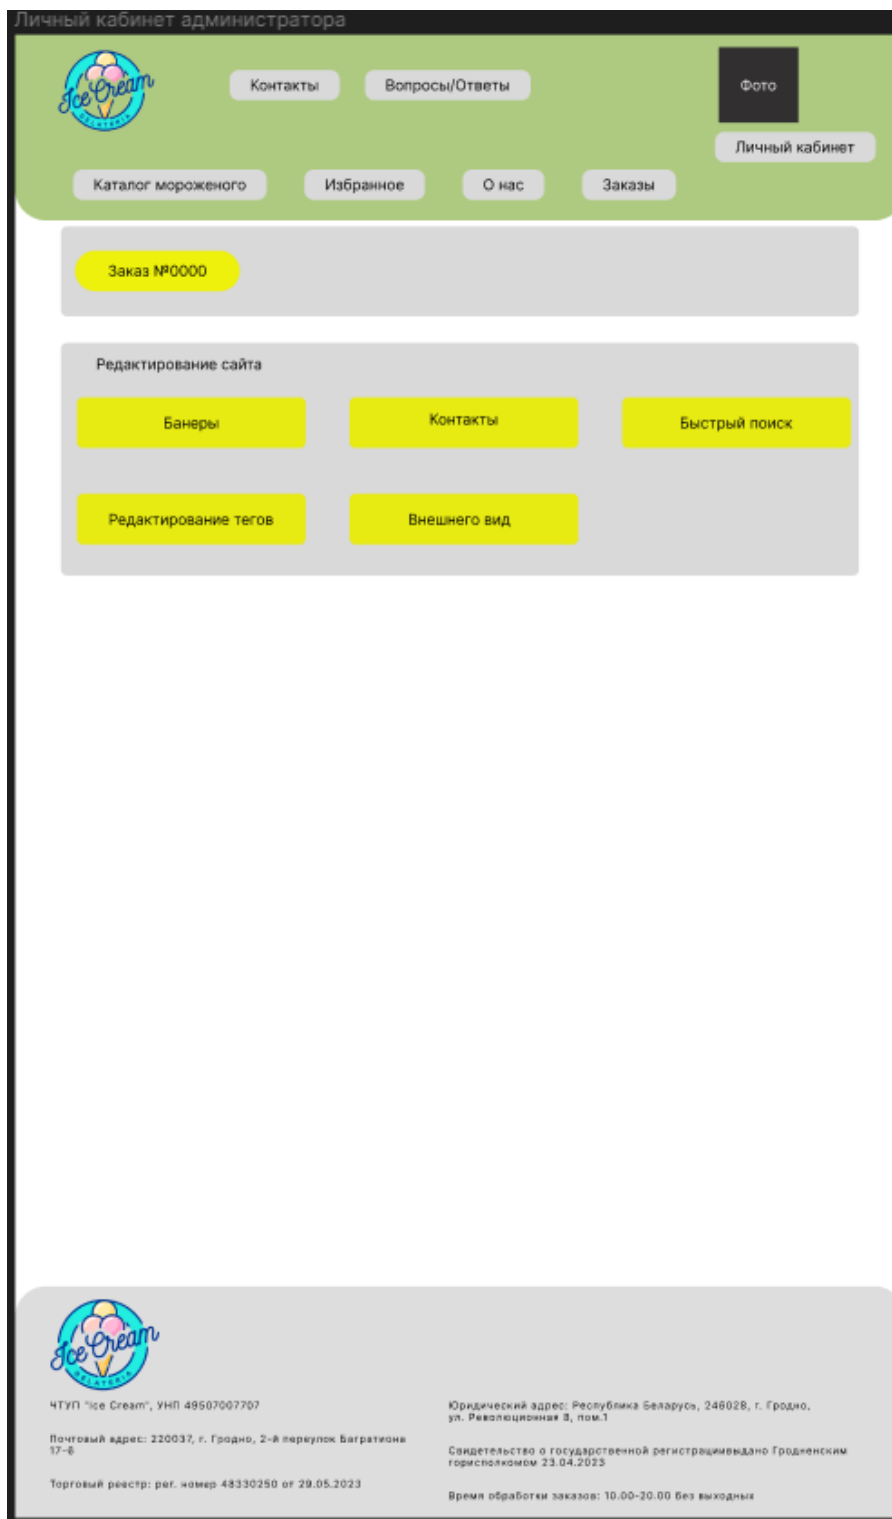 Личный кабинет администратора
Ice Cream
GELATERIA
Контакты
Вопросы/Ответы
Фото
Личный кабинет
Каталог мороженого
Избранное
О нас
Заказы
Заказ №0000
Редактирование сайта
Банеры
Контакты
Быстрый поиск
Редактирование тегов
Внешнего вид
Ice Cream
GELATERIA
ЧТУП "Ice Cream", УНП 49507007707
Почтовый адрес: 220037, г. Гродно, 2-й переулок Багратиона
17-6
Торговый реестр: рег. номер 48330250 от 29.05.2023
Юридический адрес: Республика Беларусь, 246028, г. Гродно,
ул. Революционная 8, пом.1
Свидетельство о государственной регистрациивыдано Гродненским
горисполкомом 23.04.2023
Время обработки заказов: 10.00-20.00 без выходных